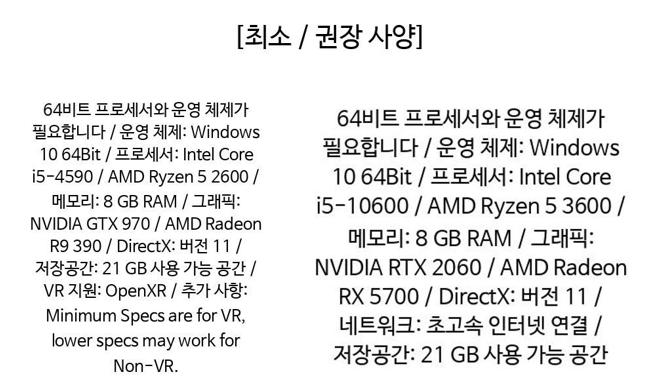 [최소 / 권장 사양]
64비트 프로세서와 운영 체제가
필요합니다 / 운영 체제: Windows
10 64Bit / 프로세서: Intel Core
i5-4590 / AMD Ryzen 5 2600 /
메모리: 8 GB RAM / 그래픽:
NVIDIA GTX 970 / AMD Radeon
R9 390 / DirectX: 버전 11 /
저장공간: 21 GB 사용 가능 공간 /
VR 지원: OpenXR / 추가 사항:
Minimum Specs are for VR,
lower specs may work for
Non-VR.
64비트 프로세서와 운영 체제가
필요합니다 / 운영 체제: Windows
10 64Bit / 프로세서: Intel Core
i5-10600 / AMD Ryzen 5 3600 /
메모리: 8 GB RAM / 그래픽:
NVIDIA RTX 2060 / AMD Radeon
RX 5700 / DirectX: 버전 11 /
네트워크: 초고속 인터넷 연결 /
저장공간: 21 GB 사용 가능 공간